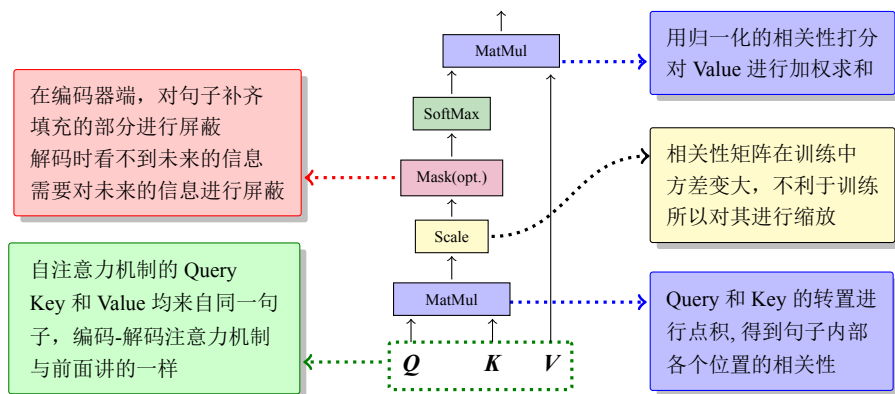 MatMul
用归一化的相关性打分
对 Value 进行加权求和
在编码器端，对句子补齐
填充的部分进行屏蔽
解码时看不到未来的信息
需要对未来的信息进行屏蔽
SoftMax
Mask(opt.)
相关性矩阵在训练中
方差变大，不利于训练
所以对其进行缩放
Scale
自注意力机制的 Query
Key 和 Value 均来自同一句
子，编码-解码注意力机制
与前面讲的一样
MatMul
Query 和 Key 的转置进
行点积, 得到句子内部
各个位置的相关性
Q K V